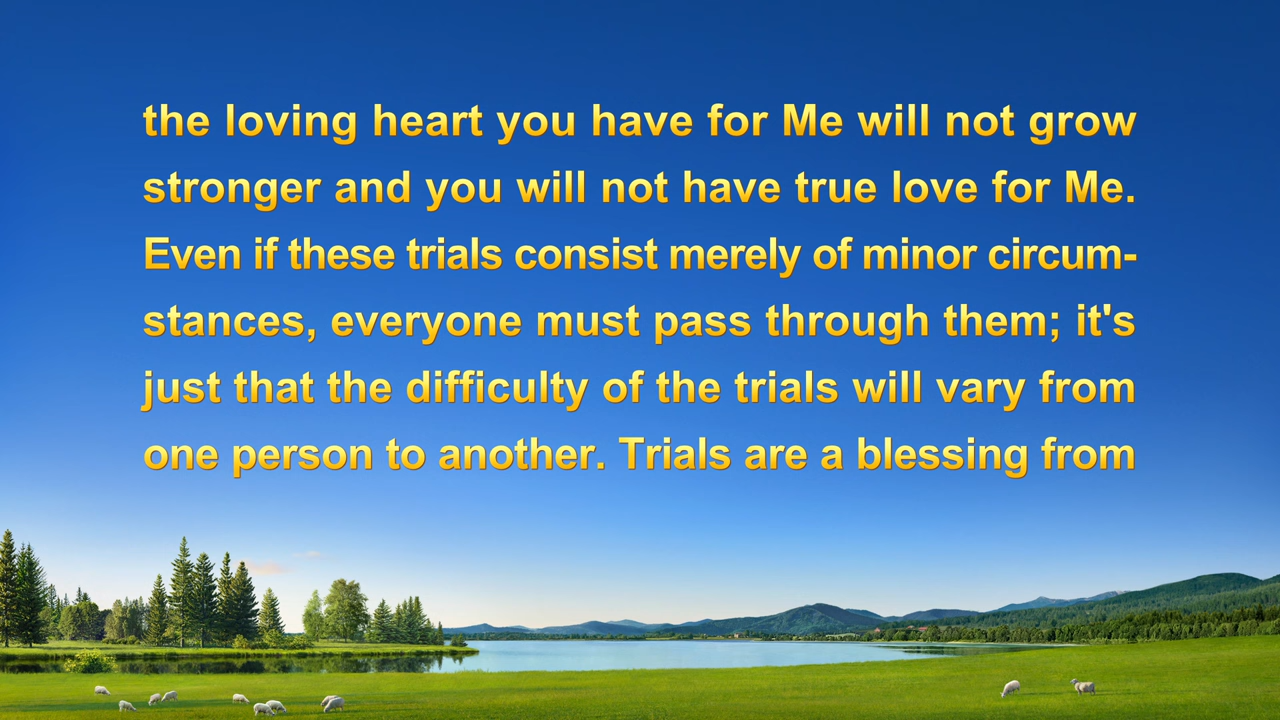 the loving heart you have for Me will not grow
stronger and you will not have true love for Me.
Even if these trials consist merely of minor circum-
stances, everyone must pass through them; it's
just that the difficulty of the trials will vary from
one person to another. Trials are a blessing from